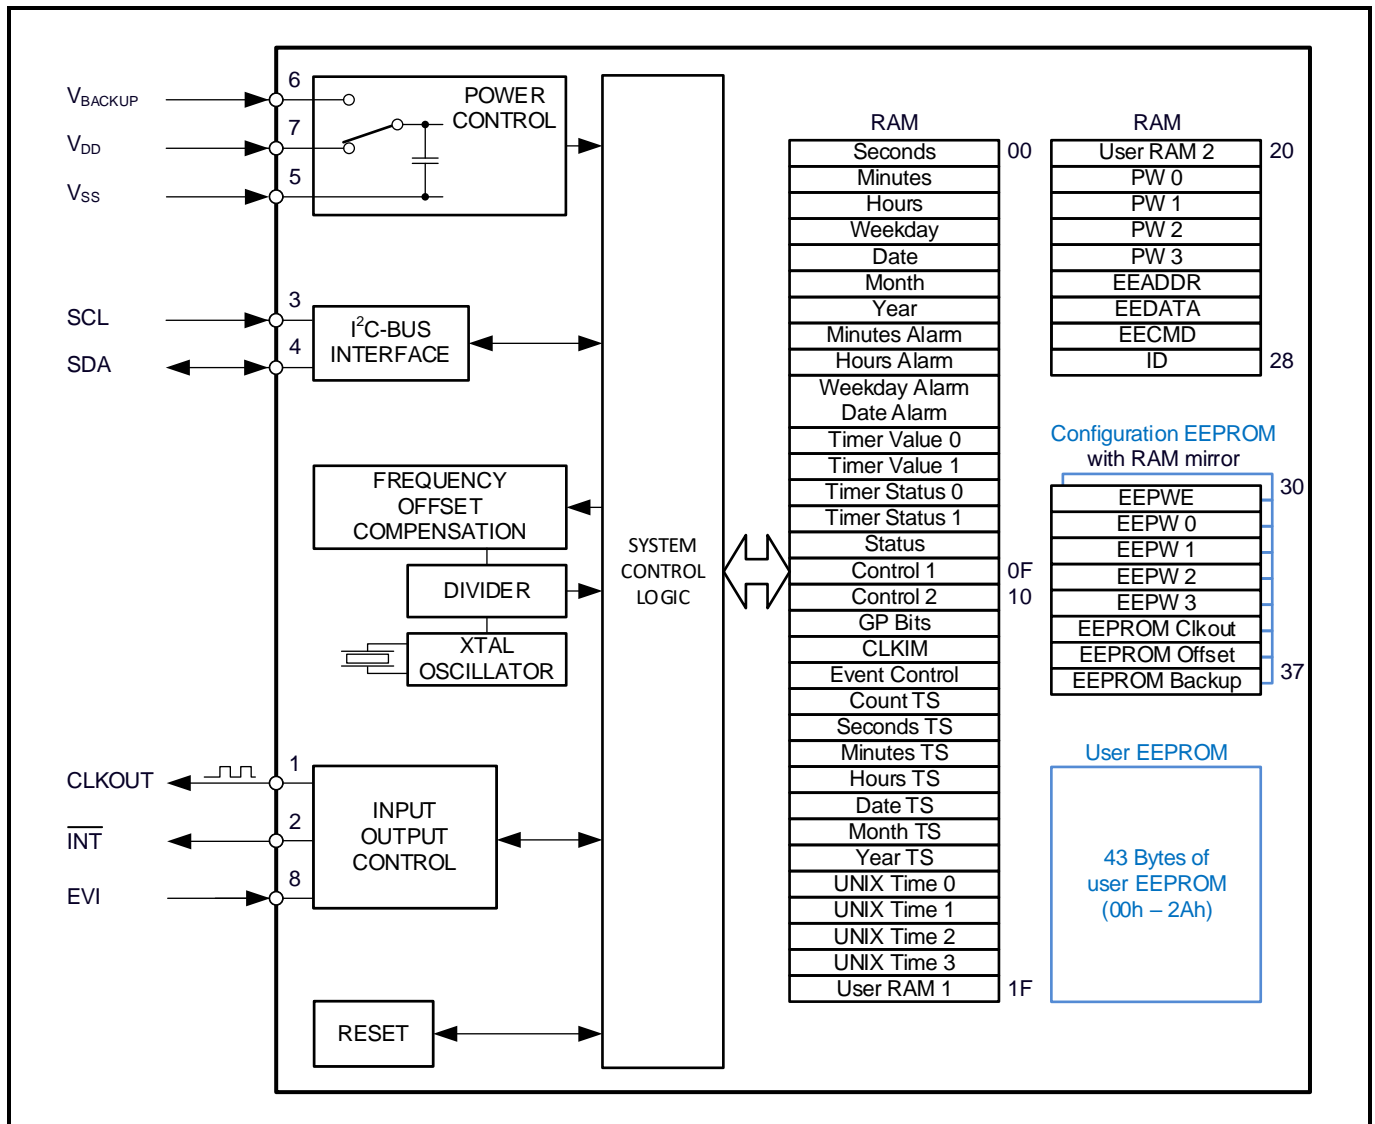 V_BACKUP
6
V_DD
7
V_SS
5
POWER
CONTROL
SCL
3
SDA
4
I²C-BUS
INTERFACE
FREQUENCY
OFFSET
COMPENSATION
DIVIDER
XTAL
OSCILLATOR
CLKOUT
1
INT
2
EVI
8
INPUT
OUTPUT
CONTROL
RESET
SYSTEM
CONTROL
LOGIC
RAM
Seconds 00
Minutes
Hours
Weekday
Date
Month
Year
Minutes Alarm
Hours Alarm
Weekday Alarm
Date Alarm
Timer Value 0
Timer Value 1
Timer Status 0
Timer Status 1
Status
Control 1 0F
Control 2 10
GP Bits
CLKIM
Event Control
Count TS
Seconds TS
Minutes TS
Hours TS
Date TS
Month TS
Year TS
UNIX Time 0
UNIX Time 1
UNIX Time 2
UNIX Time 3
User RAM 1 1F
RAM
User RAM 2 20
PW 0
PW 1
PW 2
PW 3
EEADDR
EEDATA
EECMD
ID 28
Configuration EEPROM
with RAM mirror
EEPWE 30
EEPW 0
EEPW 1
EEPW 2
EEPW 3
EEPROM Clkout
EEPROM Offset
EEPROM Backup 37
User EEPROM
43 Bytes of
user EEPROM
(00h – 2Ah)